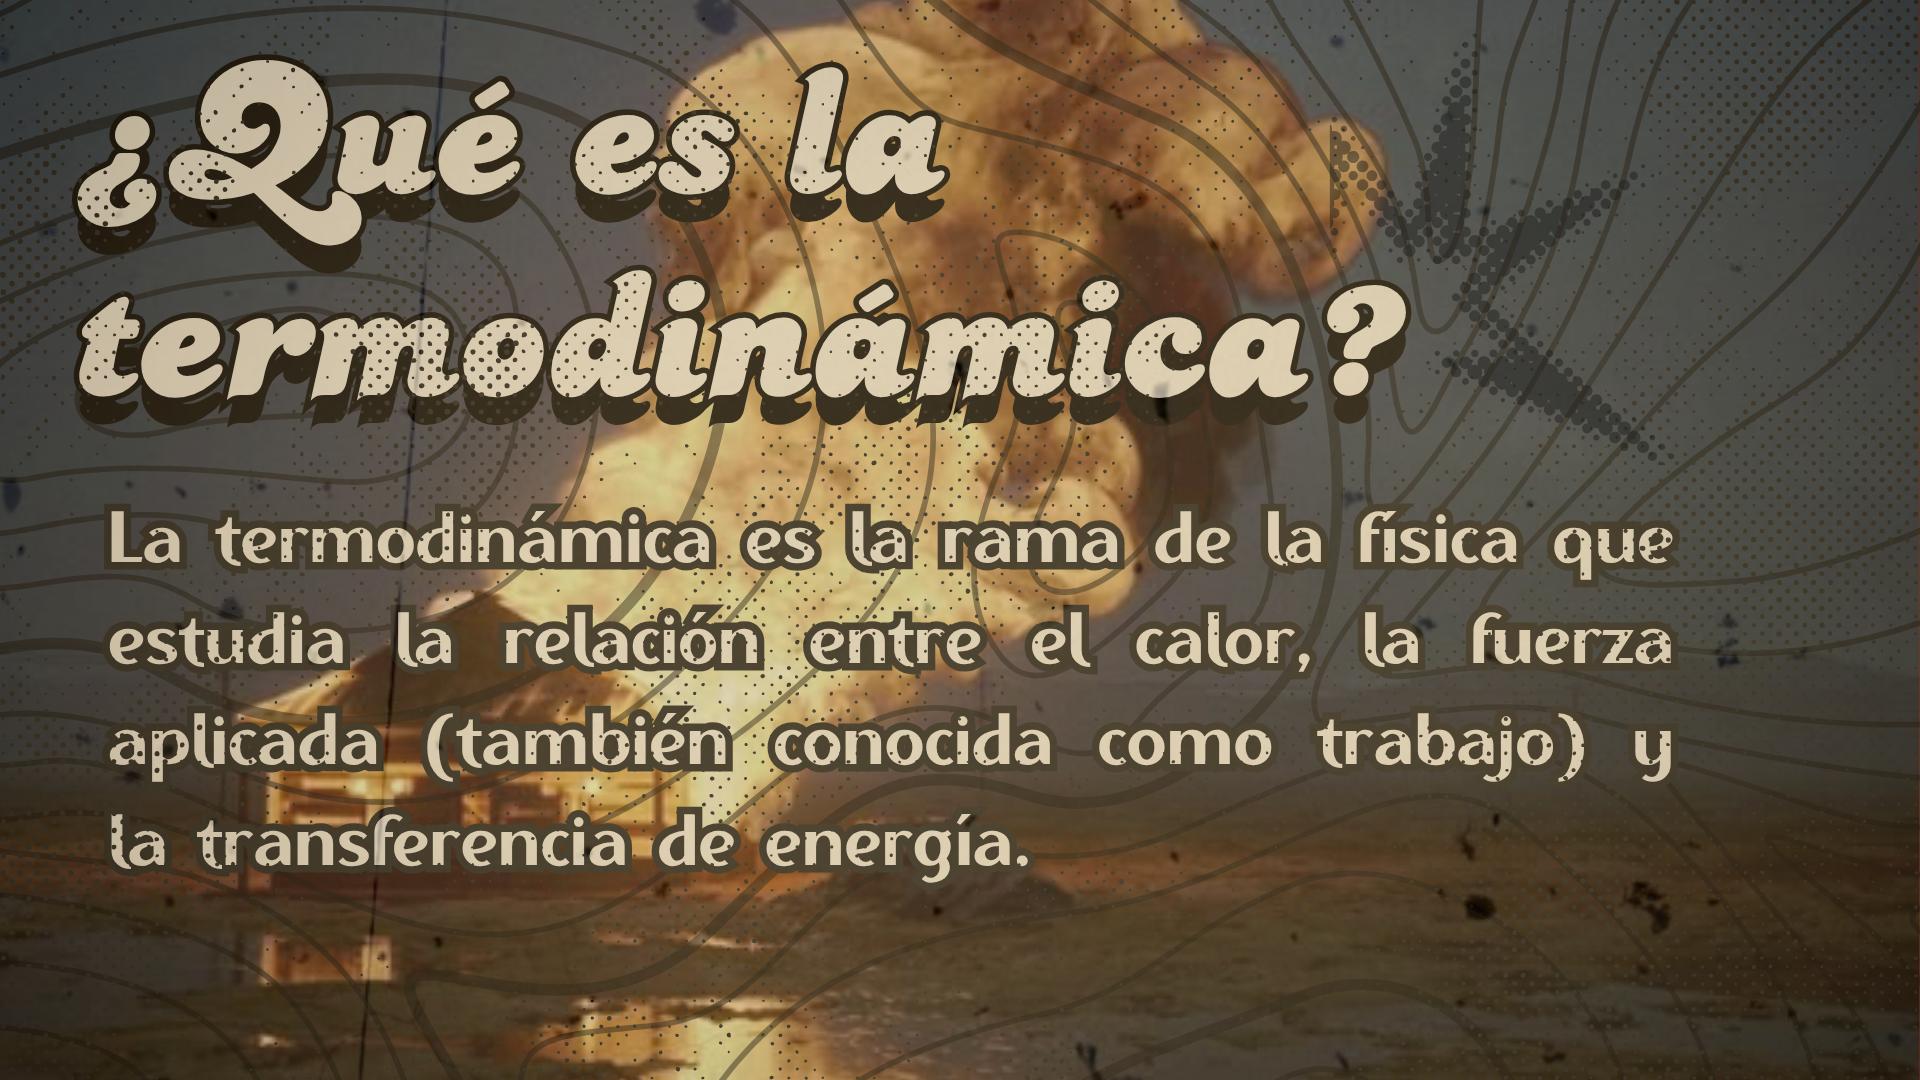 ¿Qué es la
termodinámica?
La termodinámica es la rama de la física que
estudia la relación entre el calor, la fuerza
aplicada (también conocida como trabajo) y
la transferencia de energía.